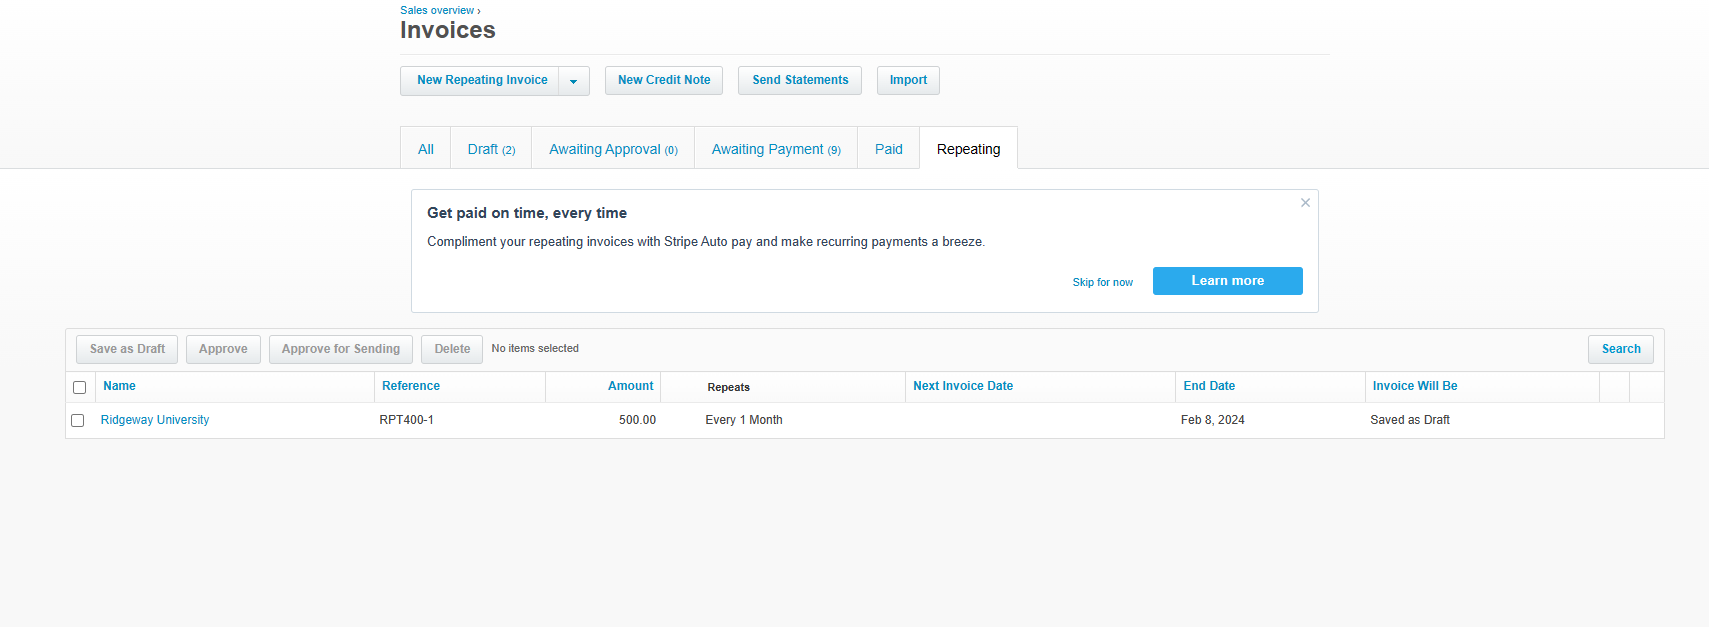 Sales overview ›
Invoices
New Repeating Invoice New Credit Note Send Statements Import
All Draft (2) Awaiting Approval (0) Awaiting Payment (9) Paid Repeating
Get paid on time, every time
Compliment your repeating invoices with Stripe Auto pay and make recurring payments a breeze.
Skip for now Learn more
Save as Draft Approve Approve for Sending Delete No items selected Search
Name Reference Amount Repeats Next Invoice Date End Date Invoice Will Be
Ridgeway University RPT400-1 500.00 Every 1 Month Feb 8, 2024 Saved as Draft